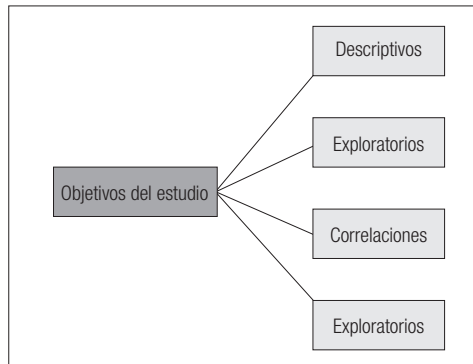 Descriptivos
Exploratorios
Objetivos del estudio
Correlaciones
Exploratorios